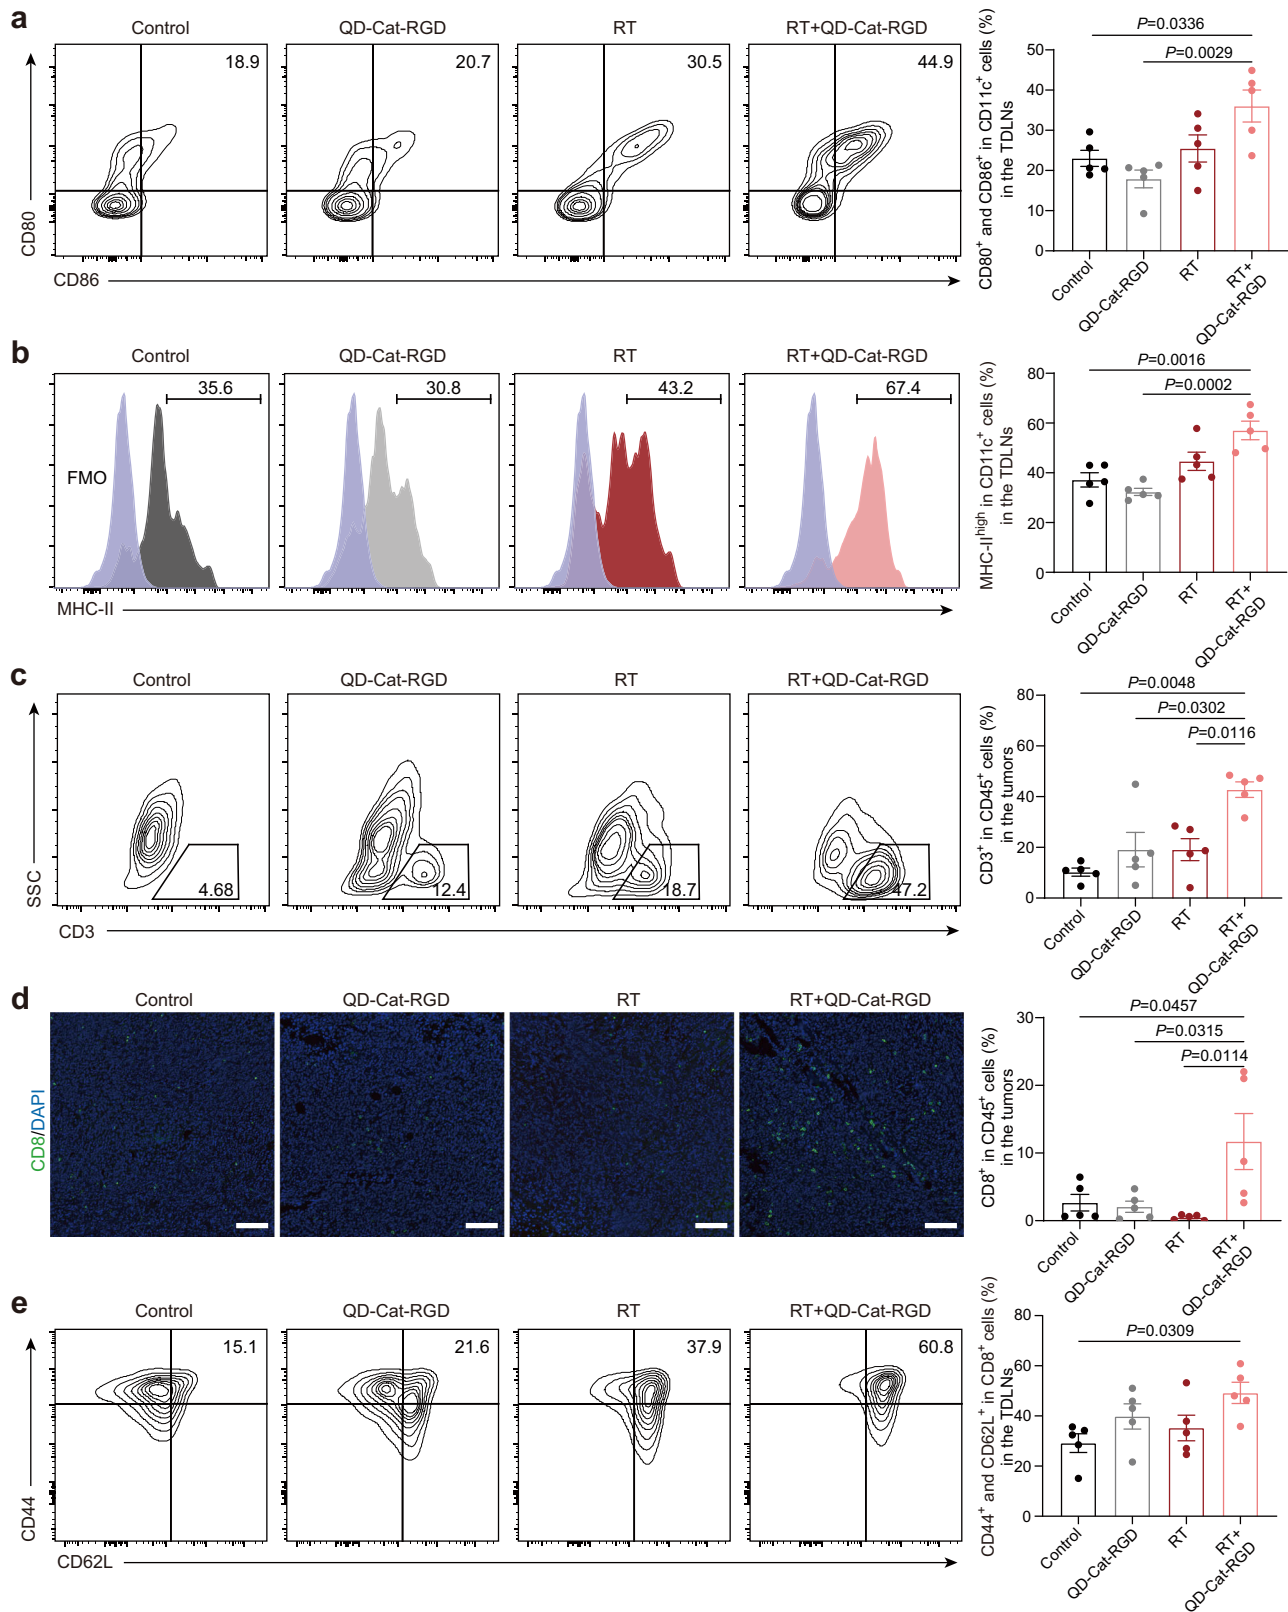 a
Control QD-Cat-RGD RT RT+QD-Cat-RGD
18.9 20.7 30.5 44.9
CD80
CD86
CD80+ and CD86+ in CD11c+ cells (%)
in the TDLNs
P=0.0336
P=0.0029
50
40
30
20
10
0
Control
QD-Cat-RGD
RT
RT+
QD-Cat-RGD
b
Control QD-Cat-RGD RT RT+QD-Cat-RGD
35.6 30.8 43.2 67.4
FMO
MHC-II
MHC-IIhigh in CD11c+ cells (%)
in the TDLNs
P=0.0016
P=0.0002
80
60
40
20
0
Control
QD-Cat-RGD
RT
RT+
QD-Cat-RGD
c
Control QD-Cat-RGD RT RT+QD-Cat-RGD
4.68 12.4 18.7 47.2
SSC
CD3
CD3+ in CD45+ cells (%)
in the tumors
P=0.0048
P=0.0302
P=0.0116
80
60
40
20
0
Control
QD-Cat-RGD
RT
RT+
QD-Cat-RGD
d
Control QD-Cat-RGD RT RT+QD-Cat-RGD
CD8/DAPI
CD8+ in CD45+ cells (%)
in the tumors
P=0.0457
P=0.0315
P=0.0114
30
20
10
0
Control
QD-Cat-RGD
RT
RT+
QD-Cat-RGD
e
Control QD-Cat-RGD RT RT+QD-Cat-RGD
15.1 21.6 37.9 60.8
CD44
CD62L
CD44+ and CD62L+ in CD8+ cells (%)
in the TDLNs
P=0.0309
80
60
40
20
0
Control
QD-Cat-RGD
RT
RT+
QD-Cat-RGD